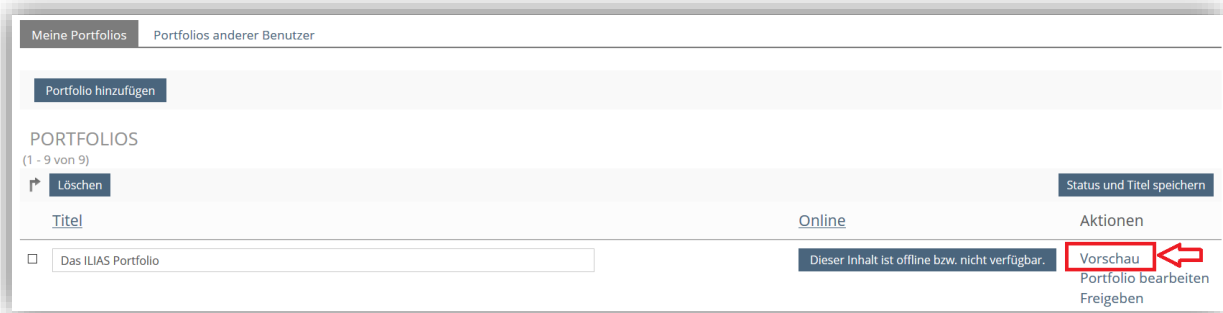 Meine Portfolios Portfolios anderer Benutzer
Portfolio hinzufügen
PORTFOLIOS
(1 - 9 von 9)
Löschen Status und Titel speichern
Titel Online Aktionen
Das ILIAS Portfolio Dieser Inhalt ist offline bzw. nicht verfügbar. Vorschau
Portfolio bearbeiten
Freigeben